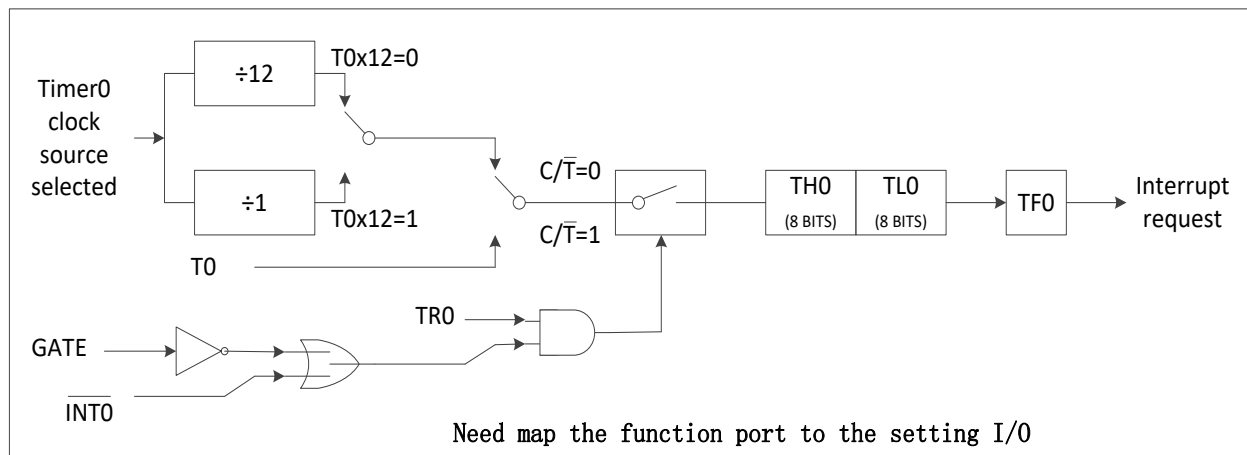 Timer0
clock
source
selected
÷12
T0x12=0
÷1
T0x12=1
T0
C/T̅=0
C/T̅=1
TH0
(8 BITS)
TL0
(8 BITS)
TF0
Interrupt
request
TR0
GATE
I̅N̅T̅0̅
Need map the function port to the setting I/O